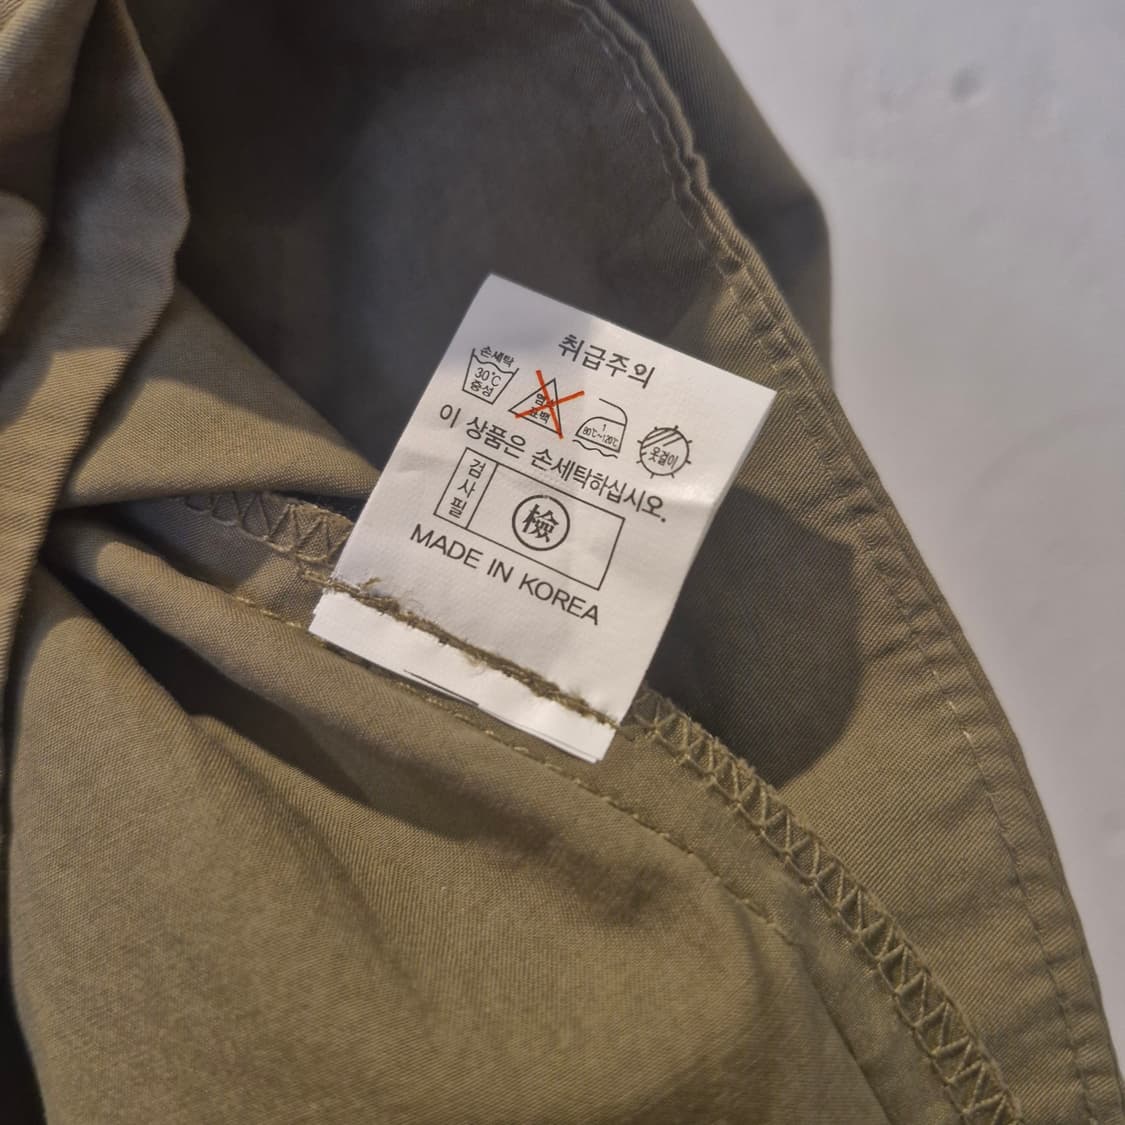 취급주의
손세탁
30℃
중성
염소
표백
1
80℃~120℃
옷걸이
이 상품은 손세탁하십시오.
검사필
檢
MADE IN KOREA